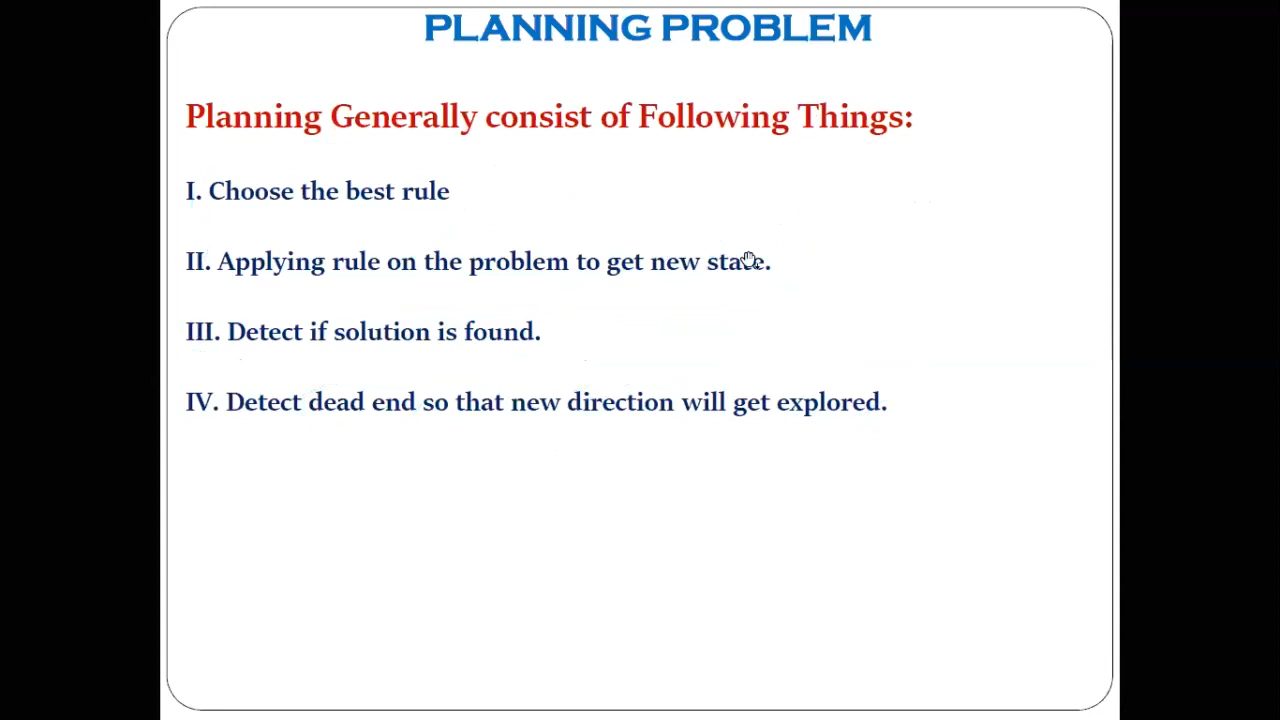 PLANNING PROBLEM
Planning Generally consist of Following Things:
I. Choose the best rule
II. Applying rule on the problem to get new state.
III. Detect if solution is found.
IV. Detect dead end so that new direction will get explored.